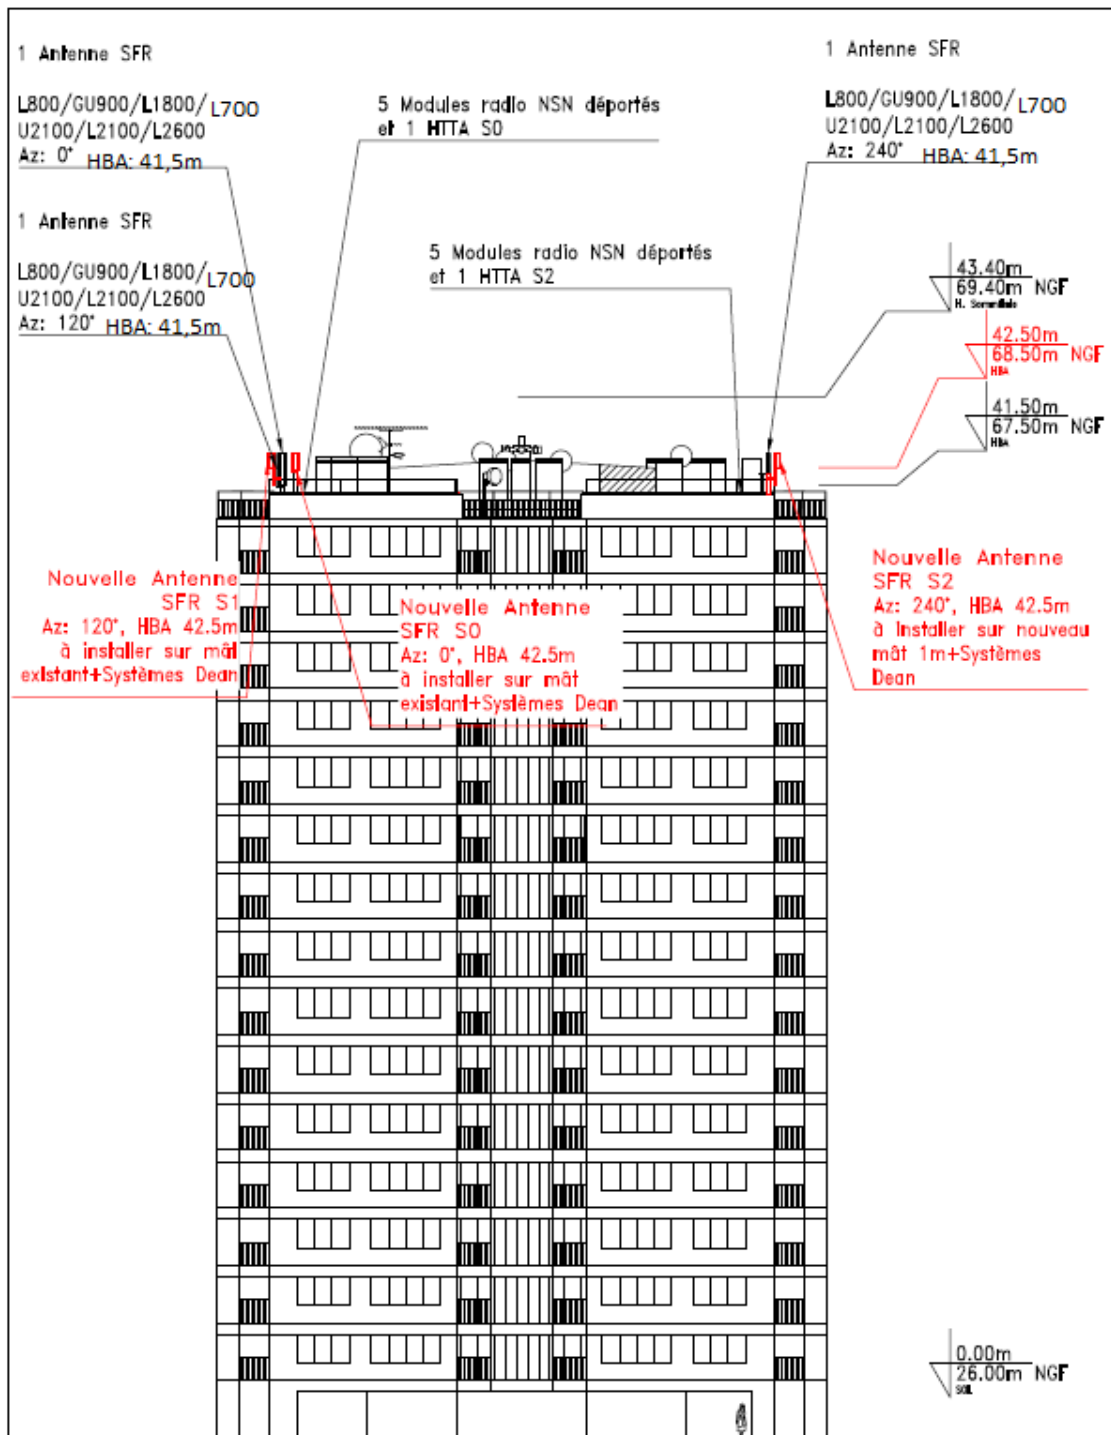 1 Antenne SFR
L800/GU900/L1800/L700
U2100/L2100/L2600
Az: 0° HBA: 41,5m
1 Antenne SFR
L800/GU900/L1800/L700
U2100/L2100/L2600
Az: 120° HBA: 41,5m
5 Modules radio NSN déportés
et 1 HTTA S0
5 Modules radio NSN déportés
et 1 HTTA S2
1 Antenne SFR
L800/GU900/L1800/L700
U2100/L2100/L2600
Az: 240° HBA: 41,5m
43.40m
69.40m NGF
H. Sommitale
42.50m
68.50m NGF
HBA
41.50m
67.50m NGF
HBA
Nouvelle Antenne
SFR S1
Az: 120°, HBA 42.5m
à installer sur mât
existant+Systèmes Dean
Nouvelle Antenne
SFR S0
Az: 0°, HBA 42.5m
à installer sur mât
existant+Systèmes Dean
Nouvelle Antenne
SFR S2
Az: 240°, HBA 42.5m
à installer sur nouveau
mât 1m+Systèmes
Dean
0.00m
26.00m NGF
SOL